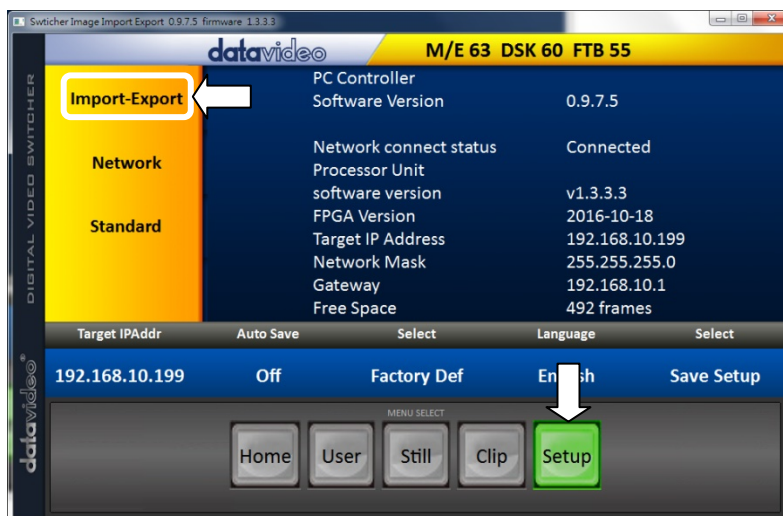 Swticher Image Import Export 0.9.7.5 firmware 1.3.3.3
datavideo
M/E 63 DSK 60 FTB 55
DIGITAL VIDEO SWITCHER
Import-Export
Network
Standard
PC Controller
Software Version 0.9.7.5
Network connect status Connected
Processor Unit
software version v1.3.3.3
FPGA Version 2016-10-18
Target IP Address 192.168.10.199
Network Mask 255.255.255.0
Gateway 192.168.10.1
Free Space 492 frames
Target IPAddr Auto Save Select Language Select
192.168.10.199 Off Factory Def Save Setup
datavideo®
MENU SELECT
Home User Still Clip Setup